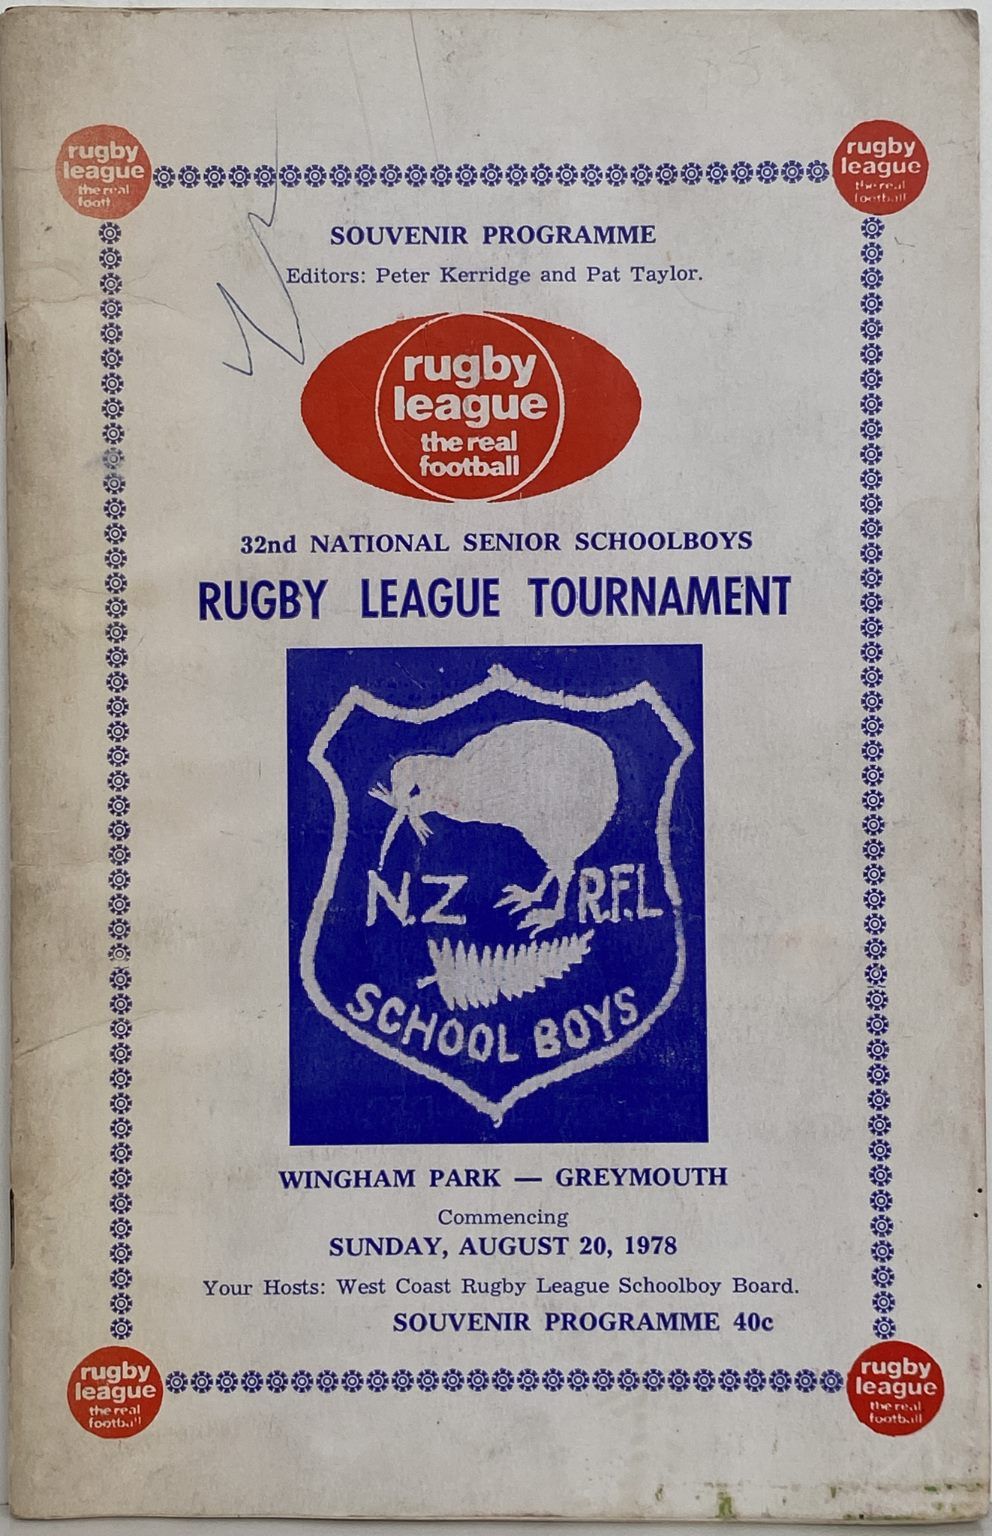 rugby
league
the real
foot
rugby
league
the real
football
SOUVENIR PROGRAMME
Editors: Peter Kerridge and Pat Taylor.
rugby
league
the real
football
32nd NATIONAL SENIOR SCHOOLBOYS
RUGBY LEAGUE TOURNAMENT
N.Z R.F.L
SCHOOL BOYS
WINGHAM PARK — GREYMOUTH
Commencing
SUNDAY, AUGUST 20, 1978
Your Hosts: West Coast Rugby League Schoolboy Board.
SOUVENIR PROGRAMME 40c
rugby
league
the real
football
rugby
league
the real
football